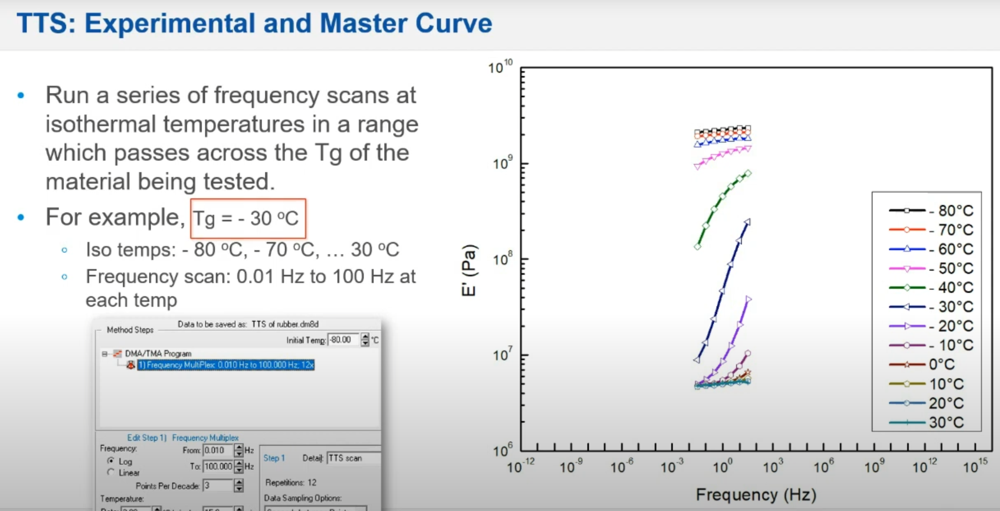 TTS: Experimental and Master Curve
• Run a series of frequency scans at
isothermal temperatures in a range
which passes across the Tg of the
material being tested.
• For example, Tg = - 30 ºC
º Iso temps: - 80 ºC, - 70 ºC, ... 30 ºC
º Frequency scan: 0.01 Hz to 100 Hz at
each temp
Data to be saved as: TTS of rubber.dm8d
Method Steps
Initial Temp: -80.00 °C
DMA/TMA Program
1) Frequency MultiPlex: 0.010 Hz to 100.000 Hz; 12x
Edit Step 1) Frequency Multiplex
Frequency:
From: 0.010 Hz
Log
To: 100.000 Hz
Linear
Points Per Decade: 3
Temperature:
Step 1 Detail: TTS scan
Repetitions: 12
Data Sampling Options:
E' (Pa)
10^10
10^9
10^8
10^7
10^6
10^-12 10^-9 10^-6 10^-3 10^0 10^3 10^6 10^9 10^12 10^15
Frequency (Hz)
- 80°C
- 70°C
- 60°C
- 50°C
- 40°C
- 30°C
- 20°C
- 10°C
0°C
10°C
20°C
30°C